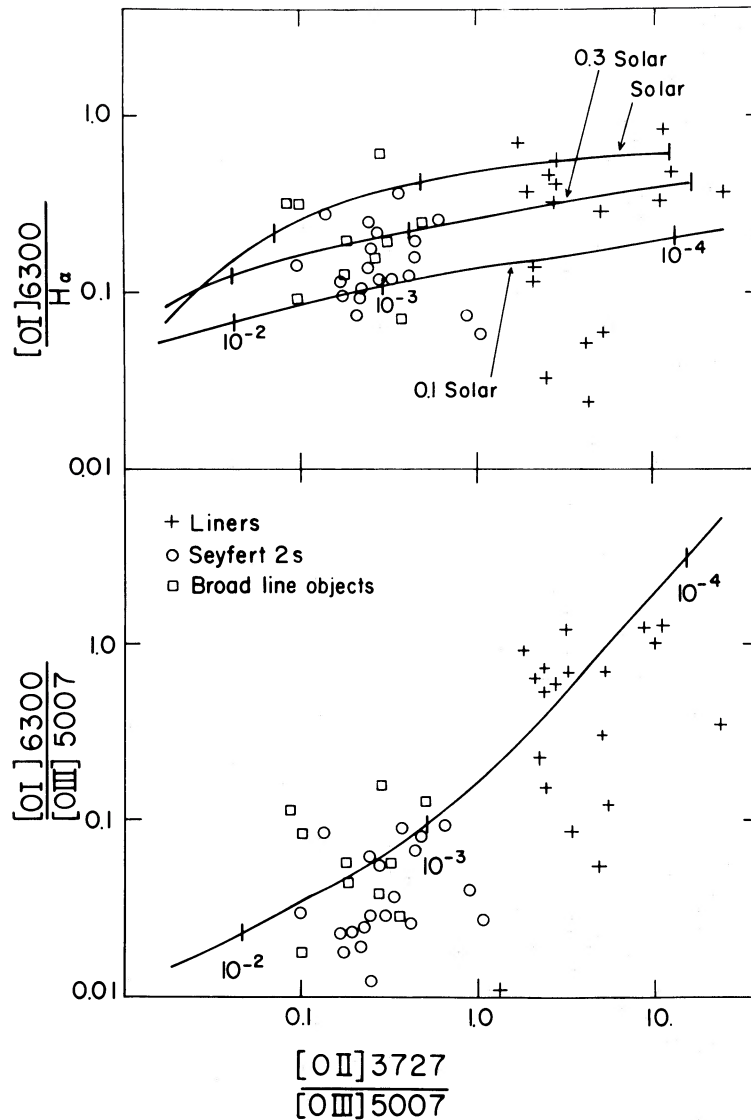 0.3 Solar
Solar
1.0
[OI]6300
Hα
0.1
10⁻⁴
10⁻³
10⁻²
0.1 Solar
0.01
+ Liners
○ Seyfert 2s
□ Broad line objects
10⁻⁴
1.0
[OI]6300
[OIII]5007
0.1
10⁻³
10⁻²
0.01
0.1
1.0
10.
[OII]3727
[OIII]5007